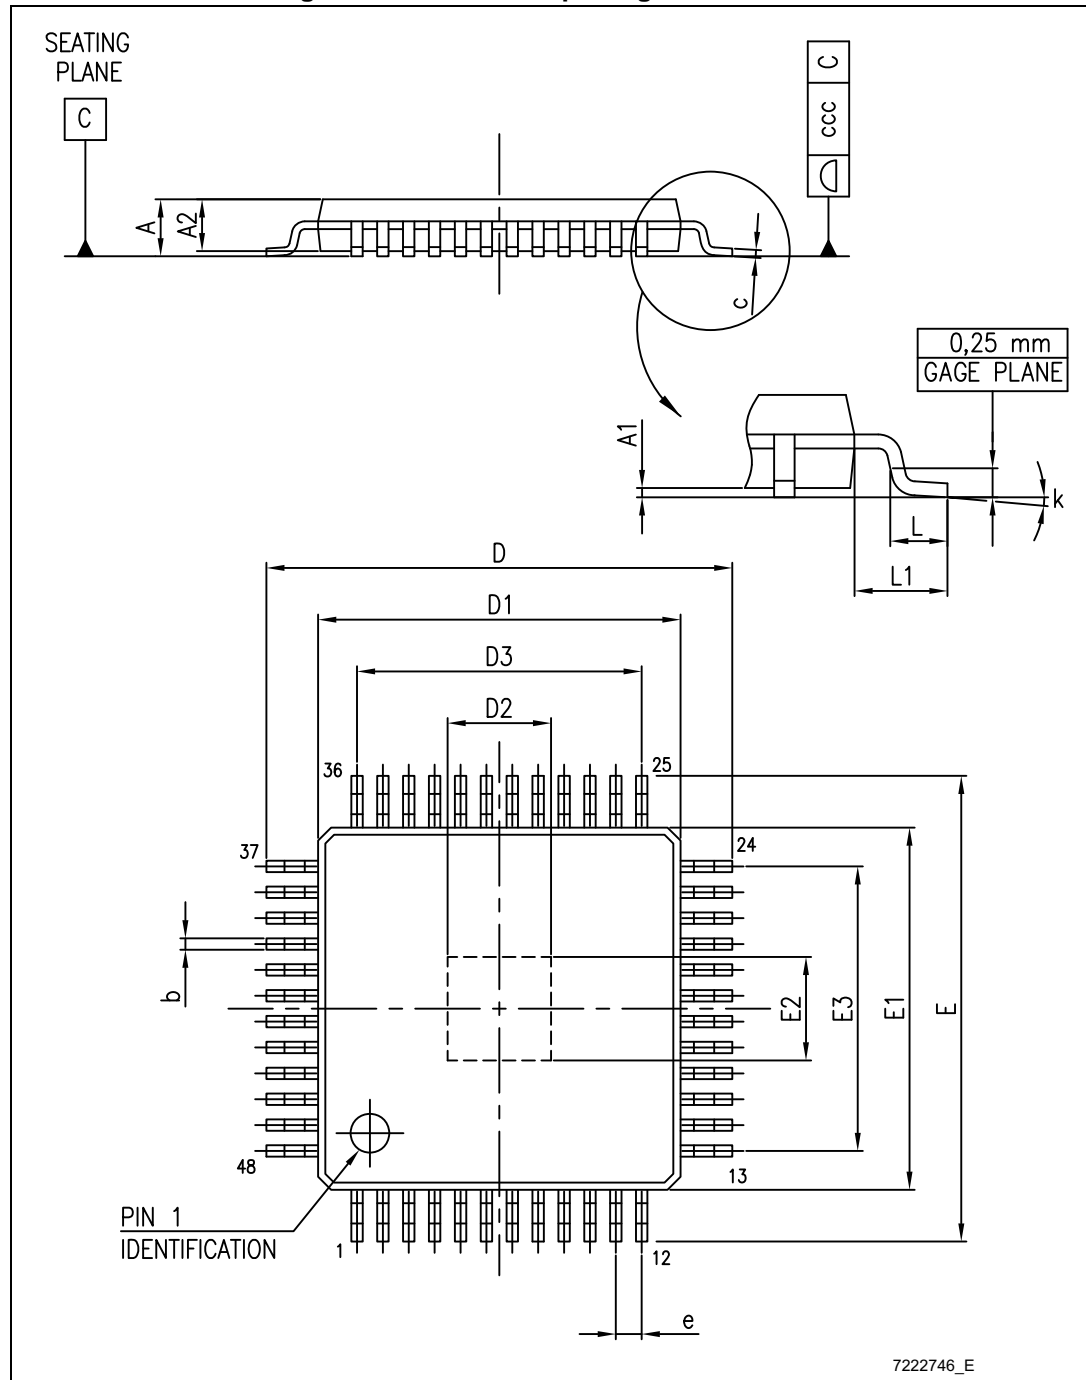 SEATING
PLANE
C
C
ccc
A
A2
c
0,25 mm
GAGE PLANE
A1
k
L
L1
D
D1
D3
D2
36
25
37
24
b
E2
E3
E1
E
48
13
PIN 1
IDENTIFICATION
1
12
e
7222746_E